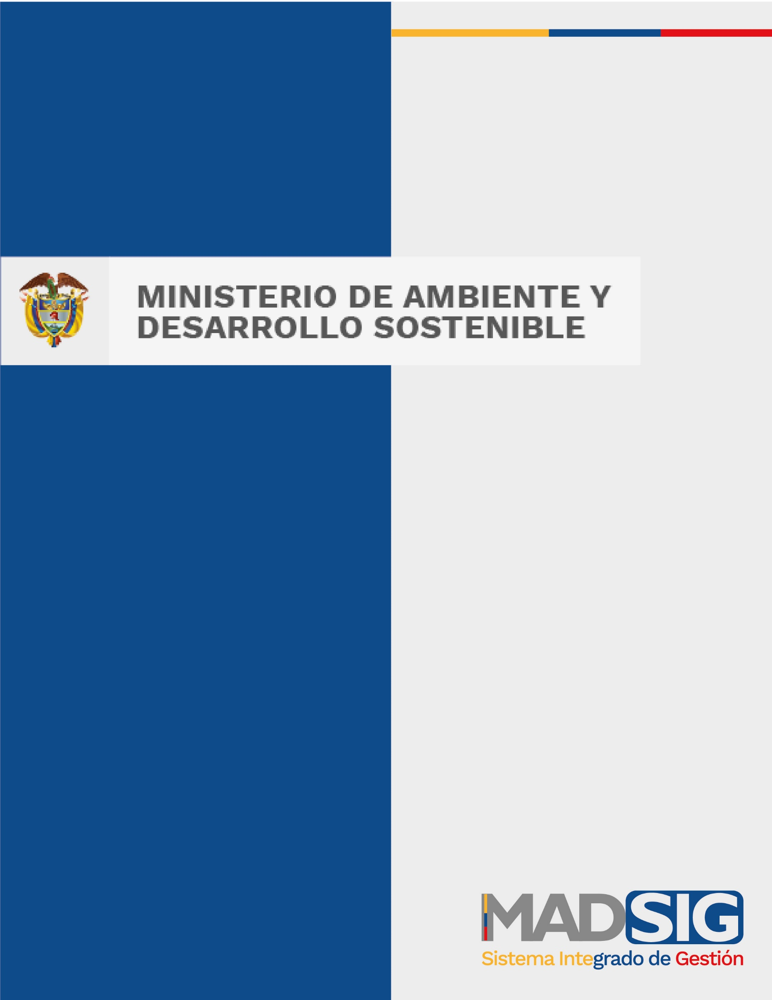 MINISTERIO DE AMBIENTE Y
DESARROLLO SOSTENIBLE
MADSIG
Sistema Integrado de Gestión